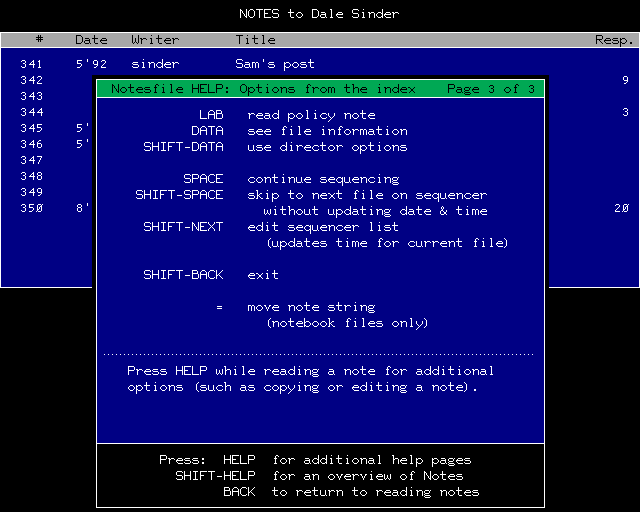 NOTES to Dale Sinder
# Date Writer Title Resp.
341 5'92 sinder Sam's post
342 9
343
344 3
345 5'
346 5'
347
348
349
350 8' 20
Notesfile HELP: Options from the index Page 3 of 3
LAB read policy note
DATA see file information
SHIFT-DATA use director options
SPACE continue sequencing
SHIFT-SPACE skip to next file on sequencer
without updating date & time
SHIFT-NEXT edit sequencer list
(updates time for current file)
SHIFT-BACK exit
= move note string
(notebook files only)
Press HELP while reading a note for additional
options (such as copying or editing a note).
Press: HELP for additional help pages
SHIFT-HELP for an overview of Notes
BACK to return to reading notes